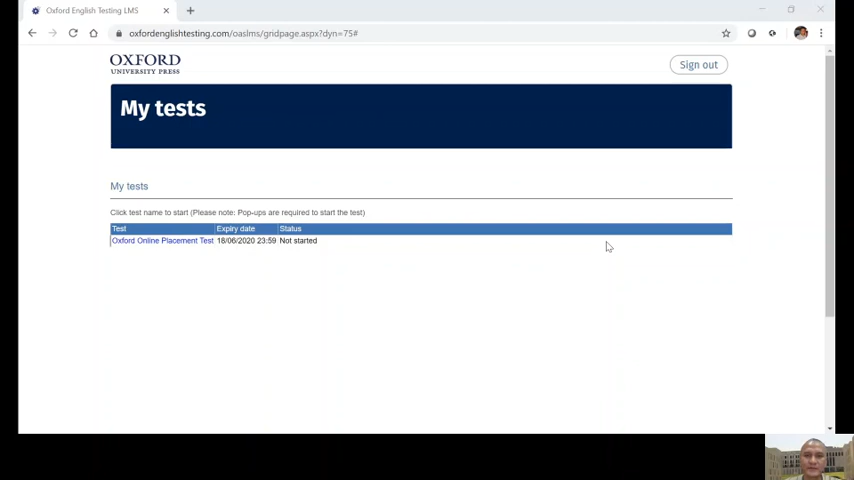 Oxford English Testing LMS
oxfordenglishtesting.com/oaslms/gridpage.aspx?dyn=75#
OXFORD
UNIVERSITY PRESS
Sign out
My tests
My tests
Click test name to start (Please note: Pop-ups are required to start the test)
Test Expiry date Status
Oxford Online Placement Test 18/06/2020 23:59 Not started